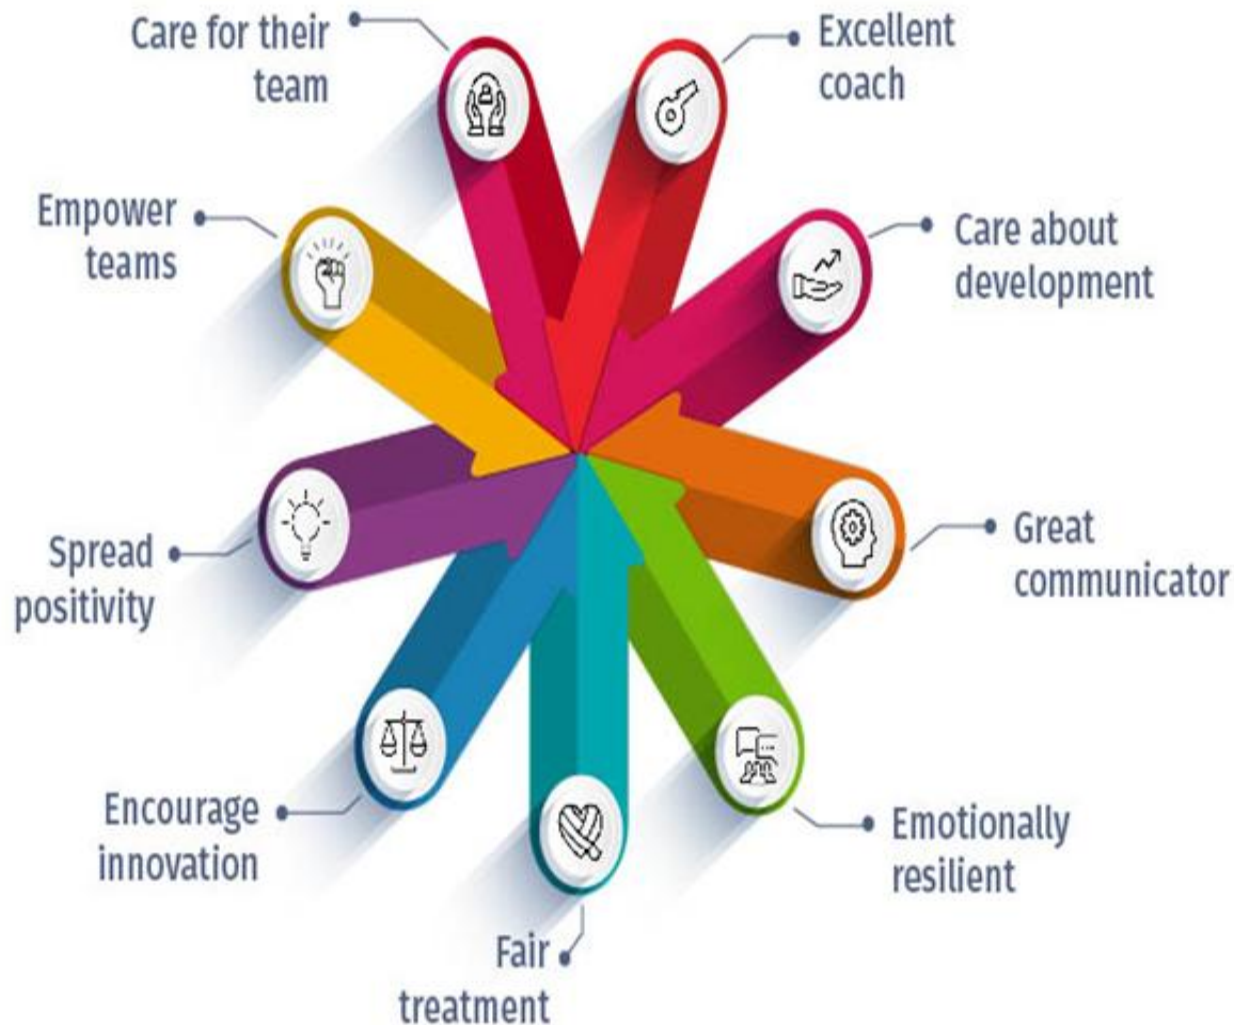 Care for their
team
Excellent
coach
Empower
teams
Care about
development
Spread
positivity
Great
communicator
Encourage
innovation
Emotionally
resilient
Fair
treatment